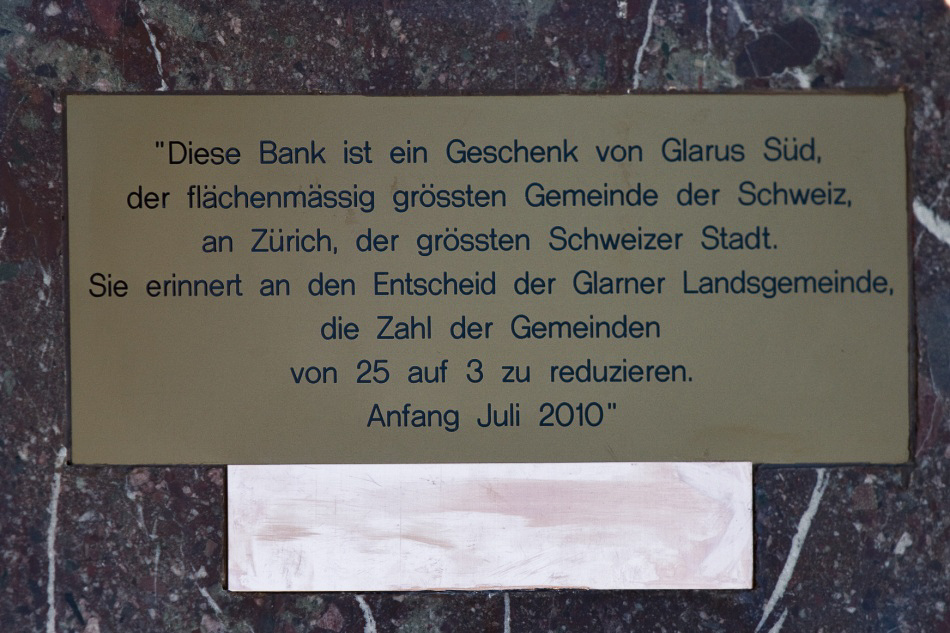 "Diese Bank ist ein Geschenk von Glarus Süd,
der flächenmässig grössten Gemeinde der Schweiz,
an Zürich, der grössten Schweizer Stadt.
Sie erinnert an den Entscheid der Glarner Landsgemeinde,
die Zahl der Gemeinden
von 25 auf 3 zu reduzieren.
Anfang Juli 2010"